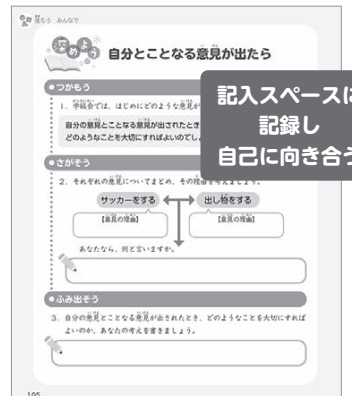 みんなで
深めよう
自分とことなる意見が出たら
つかもう
1. 学級会では、はじめにどのような意見が
自分の意見とことなる意見が出されたとき
どのようなことを大切にすればよいのでし
記入スペースに
記録し
自己に向き合う
さがそう
2. それぞれの意見についてまとめ、その理由を考えましょう。
サッカーをする
出し物をする
【意見の理由】
【意見の理由】
あなたなら、何と言いますか。
ふみ出そう
3. 自分の意見とことなる意見が出されたとき、どのようなことを大切にすれば
よいのか、あなたの考えを書きましょう。
105